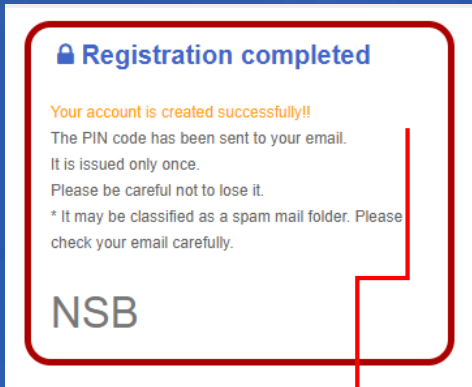 Registration completed
Your account is created successfully!!
The PIN code has been sent to your email.
It is issued only once.
Please be careful not to lose it.
* It may be classified as a spam mail folder. Please
check your email carefully.
NSB